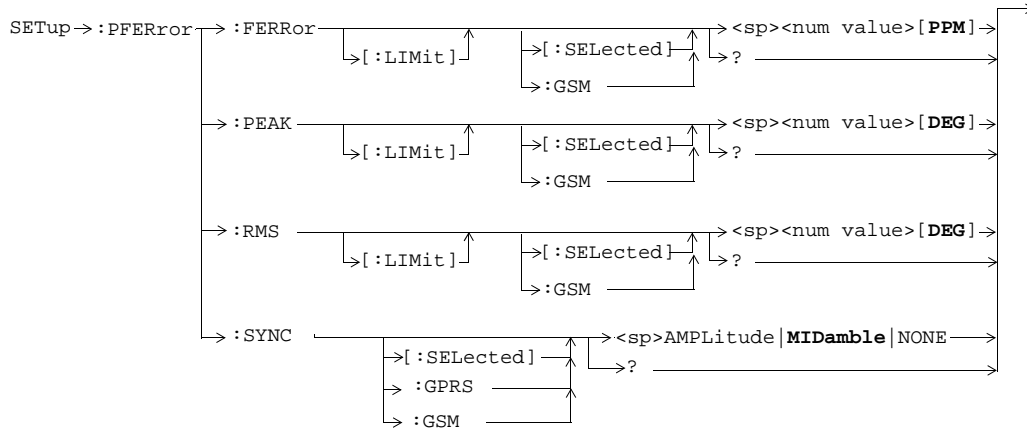 SETup :PFERror :FERRor <sp><num value>[PPM]
[:LIMit] [:SELected] ?
:GSM
:PEAK <sp><num value>[DEG]
[:LIMit] [:SELected] ?
:GSM
:RMS <sp><num value>[DEG]
[:LIMit] [:SELected] ?
:GSM
:SYNC <sp>AMPLitude|MIDamble|NONE
[:SELected] ?
:GPRS
:GSM